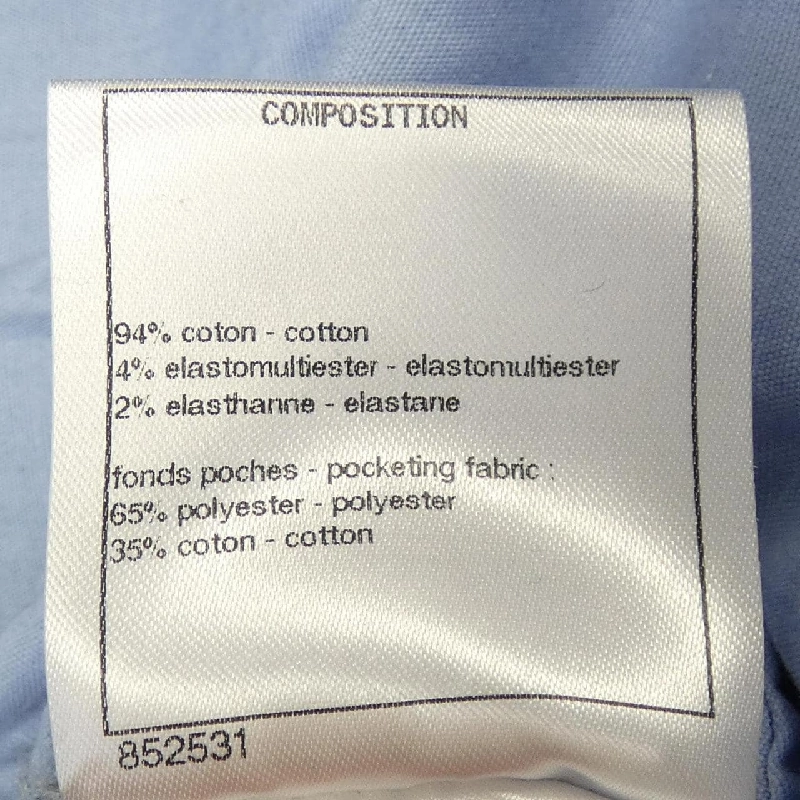 COMPOSITION
94% coton - cotton
4% elastomultiester - elastomultiester
2% elasthanne - elastane
fonds poches - pocketing fabric :
65% polyester - polyester
35% coton - cotton
852531